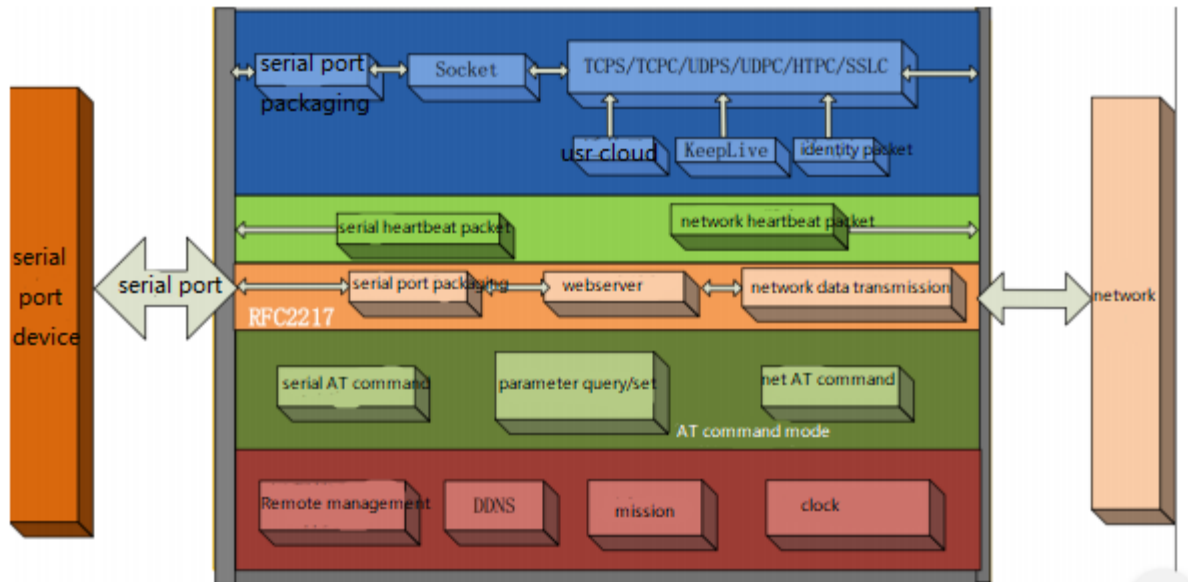 serial port
packaging
Socket
TCPS/TCPC/UDPS/UDPC/HTPC/SSLC
usr cloud
KeepLive
identity packet
serial heartbeat packet
network heartbeat packet
serial
port
device
serial port
serial port packaging
webserver
network data transmission
RFC2217
network
serial AT command
parameter query/set
net AT command
AT command mode
Remote management
DDNS
mission
clock